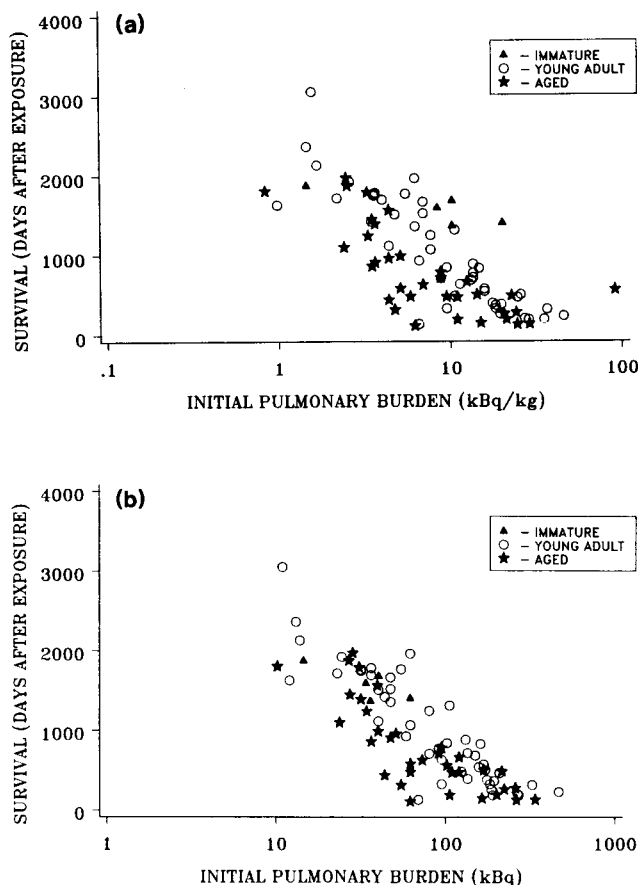 (a)
SURVIVAL (DAYS AFTER EXPOSURE)
4000
3000
2000
1000
0
▲ – IMMATURE
○ – YOUNG ADULT
★ – AGED
.1 1 10 100
INITIAL PULMONARY BURDEN (kBq/kg)
(b)
SURVIVAL (DAYS AFTER EXPOSURE)
4000
3000
2000
1000
0
▲ – IMMATURE
○ – YOUNG ADULT
★ – AGED
1 10 100 1000
INITIAL PULMONARY BURDEN (kBq)